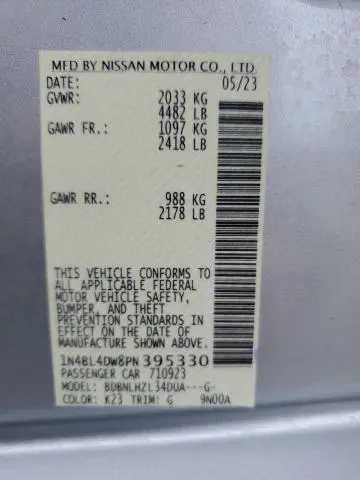 MFD BY NISSAN MOTOR CO., LTD.
DATE: 05/23
GVWR: 2033 KG
4482 LB
GAWR FR.: 1097 KG
2418 LB
GAWR RR.: 988 KG
2178 LB
THIS VEHICLE CONFORMS TO
ALL APPLICABLE FEDERAL
MOTOR VEHICLE SAFETY,
BUMPER, AND THEFT
PREVENTION STANDARDS IN
EFFECT ON THE DATE OF
MANUFACTURE SHOWN ABOVE.
1N4BL4DW8PN395330
PASSENGER CAR 710923
MODEL: BDBNLHZL34DUA---G-
COLOR: K23 TRIM: G 9N00A